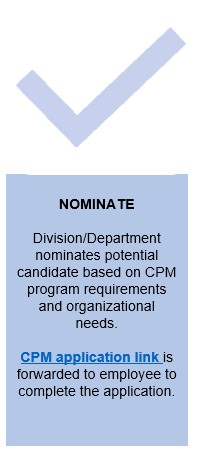 NOMINATE
Division/Department
nominates potential
candidate based on CPM
program requirements
and organizational
needs.
CPM application link is
forwarded to employee to
complete the application.